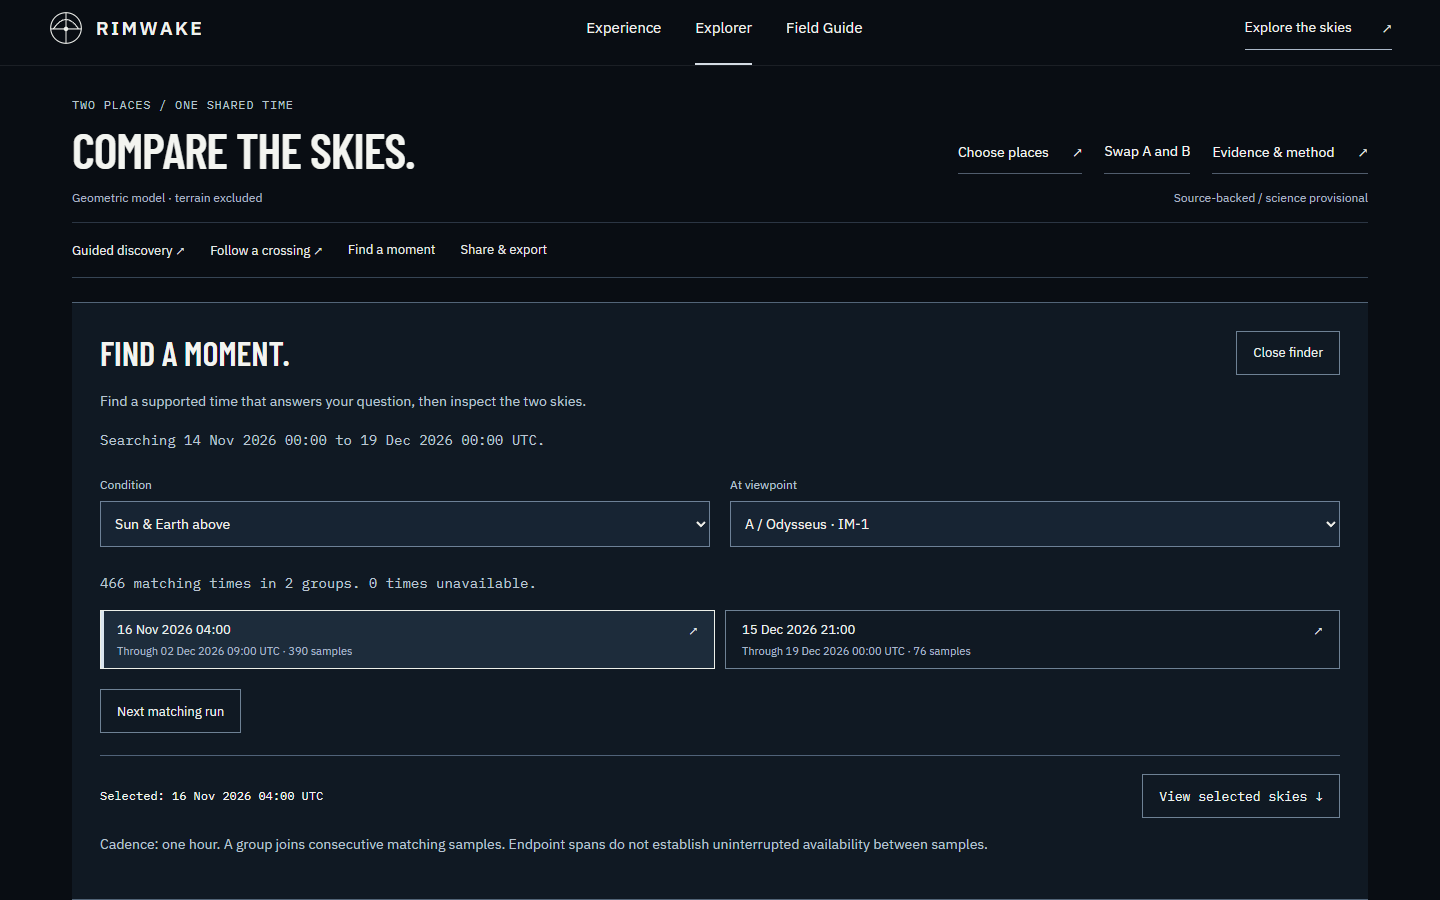 RIMWAKE
Experience
Explorer
Field Guide
Explore the skies ↗
TWO PLACES / ONE SHARED TIME
COMPARE THE SKIES.
Choose places ↗
Swap A and B
Evidence & method ↗
Geometric model · terrain excluded
Source-backed / science provisional
Guided discovery ↗
Follow a crossing ↗
Find a moment
Share & export
FIND A MOMENT.
Close finder
Find a supported time that answers your question, then inspect the two skies.
Searching 14 Nov 2026 00:00 to 19 Dec 2026 00:00 UTC.
Condition
At viewpoint
Sun & Earth above
A / Odysseus · IM-1
466 matching times in 2 groups. 0 times unavailable.
16 Nov 2026 04:00 ↗
Through 02 Dec 2026 09:00 UTC · 390 samples
15 Dec 2026 21:00 ↗
Through 19 Dec 2026 00:00 UTC · 76 samples
Next matching run
Selected: 16 Nov 2026 04:00 UTC
View selected skies ↓
Cadence: one hour. A group joins consecutive matching samples. Endpoint spans do not establish uninterrupted availability between samples.